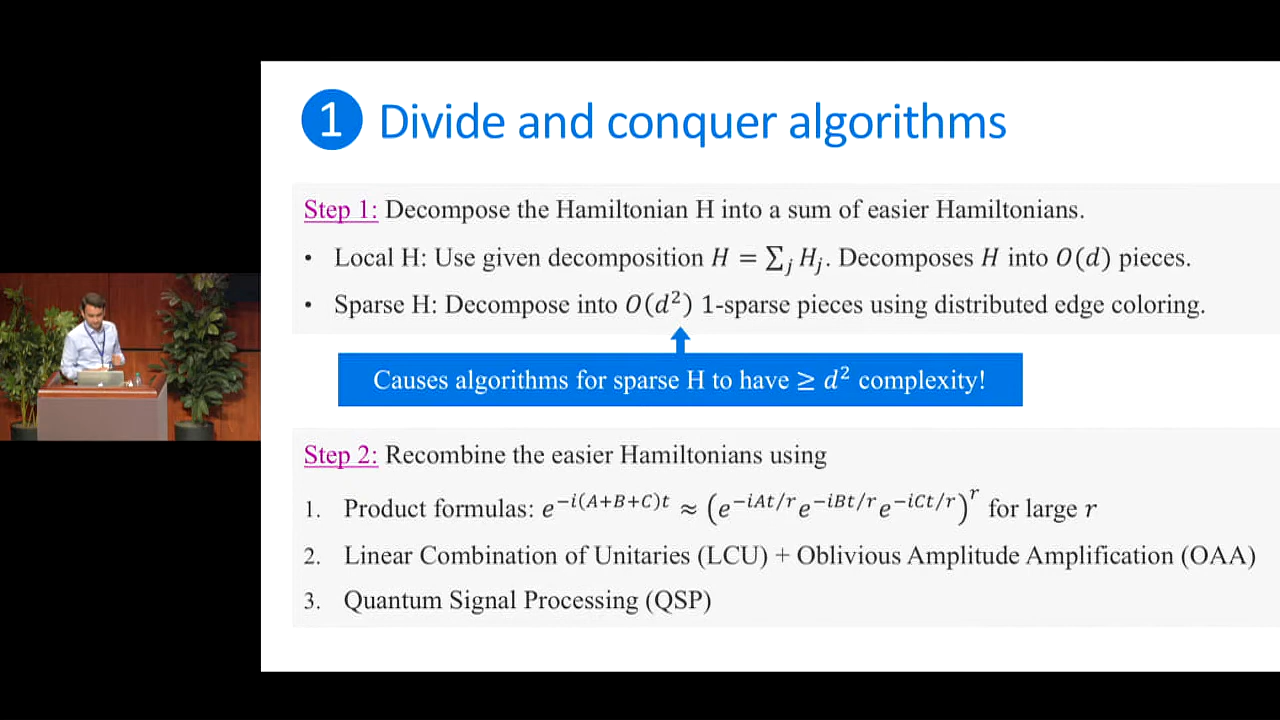 1 Divide and conquer algorithms
Step 1: Decompose the Hamiltonian H into a sum of easier Hamiltonians.
• Local H: Use given decomposition H = ∑_j H_j. Decomposes H into O(d) pieces.
• Sparse H: Decompose into O(d²) 1-sparse pieces using distributed edge coloring.
Causes algorithms for sparse H to have ≥ d² complexity!
Step 2: Recombine the easier Hamiltonians using
1. Product formulas: e^{−i(A+B+C)t} ≈ (e^{−iAt/r} e^{−iBt/r} e^{−iCt/r})^r for large r
2. Linear Combination of Unitaries (LCU) + Oblivious Amplitude Amplification (OAA)
3. Quantum Signal Processing (QSP)